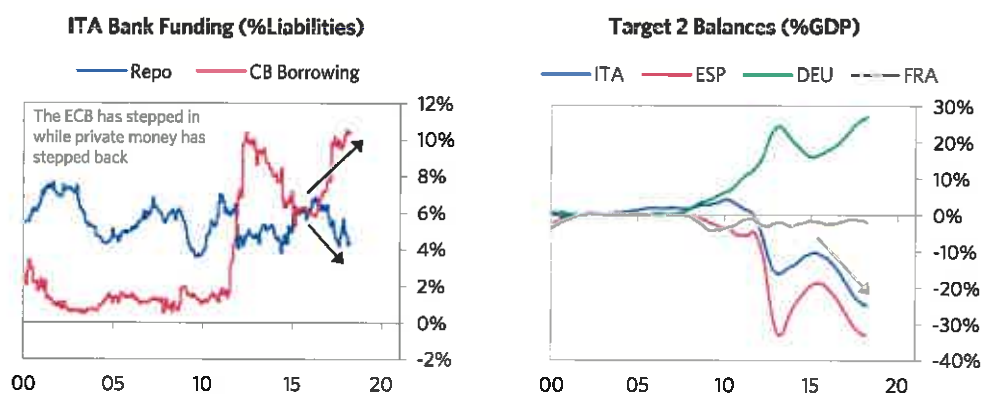 ITA Bank Funding (%Liabilities)
Repo CB Borrowing
The ECB has stepped in
while private money has
stepped back
12%
10%
8%
6%
4%
2%
0%
-2%
00 05 10 15 20
Target 2 Balances (%GDP)
ITA ESP DEU FRA
30%
20%
10%
0%
-10%
-20%
-30%
-40%
00 05 10 15 20